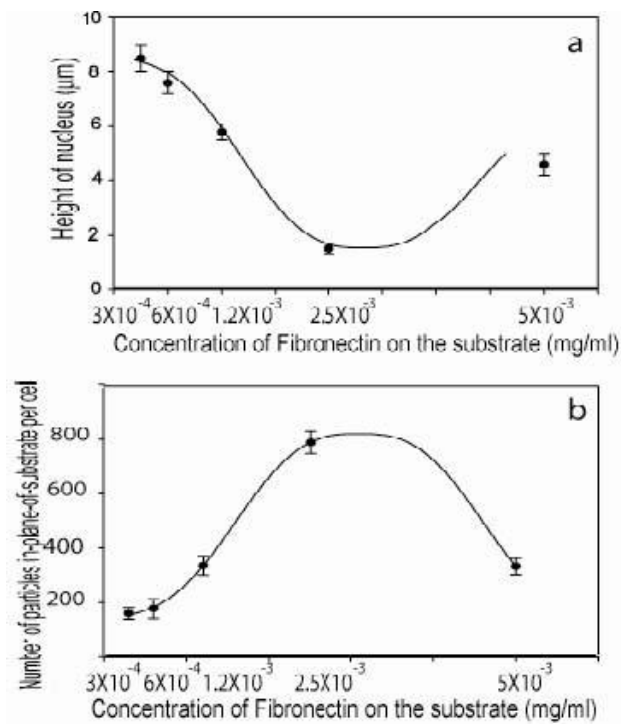 a
Height of nucleus (µm)
10
8
6
4
2
0
3X10⁻⁴ 6X10⁻⁴ 1.2X10⁻³ 2.5X10⁻³ 5X10⁻³
Concentration of Fibronectin on the substrate (mg/ml)
b
Number of particles in-plane-of-substrate per cell
800
600
400
200
3X10⁻⁴ 6X10⁻⁴ 1.2X10⁻³ 2.5X10⁻³ 5X10⁻³
Concentration of Fibronectin on the substrate (mg/ml)